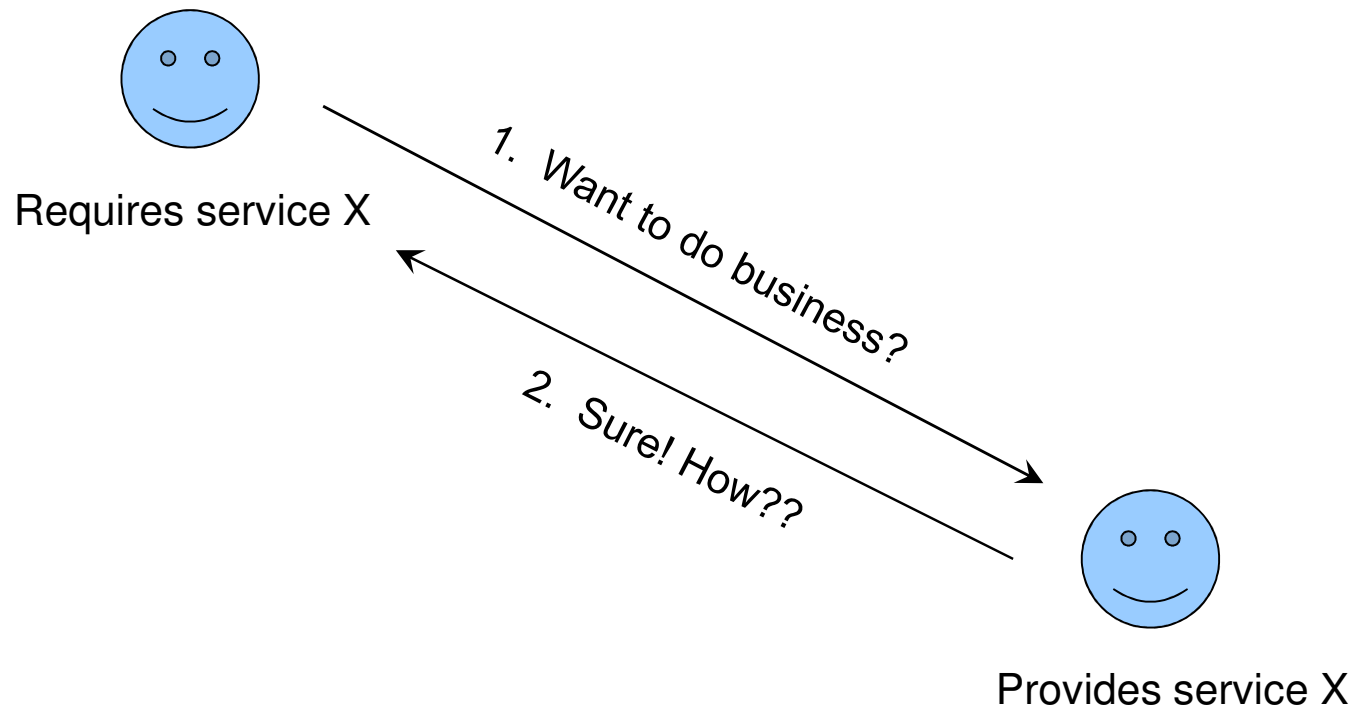 Requires service X
1. Want to do business?
2. Sure! How??
Provides service X